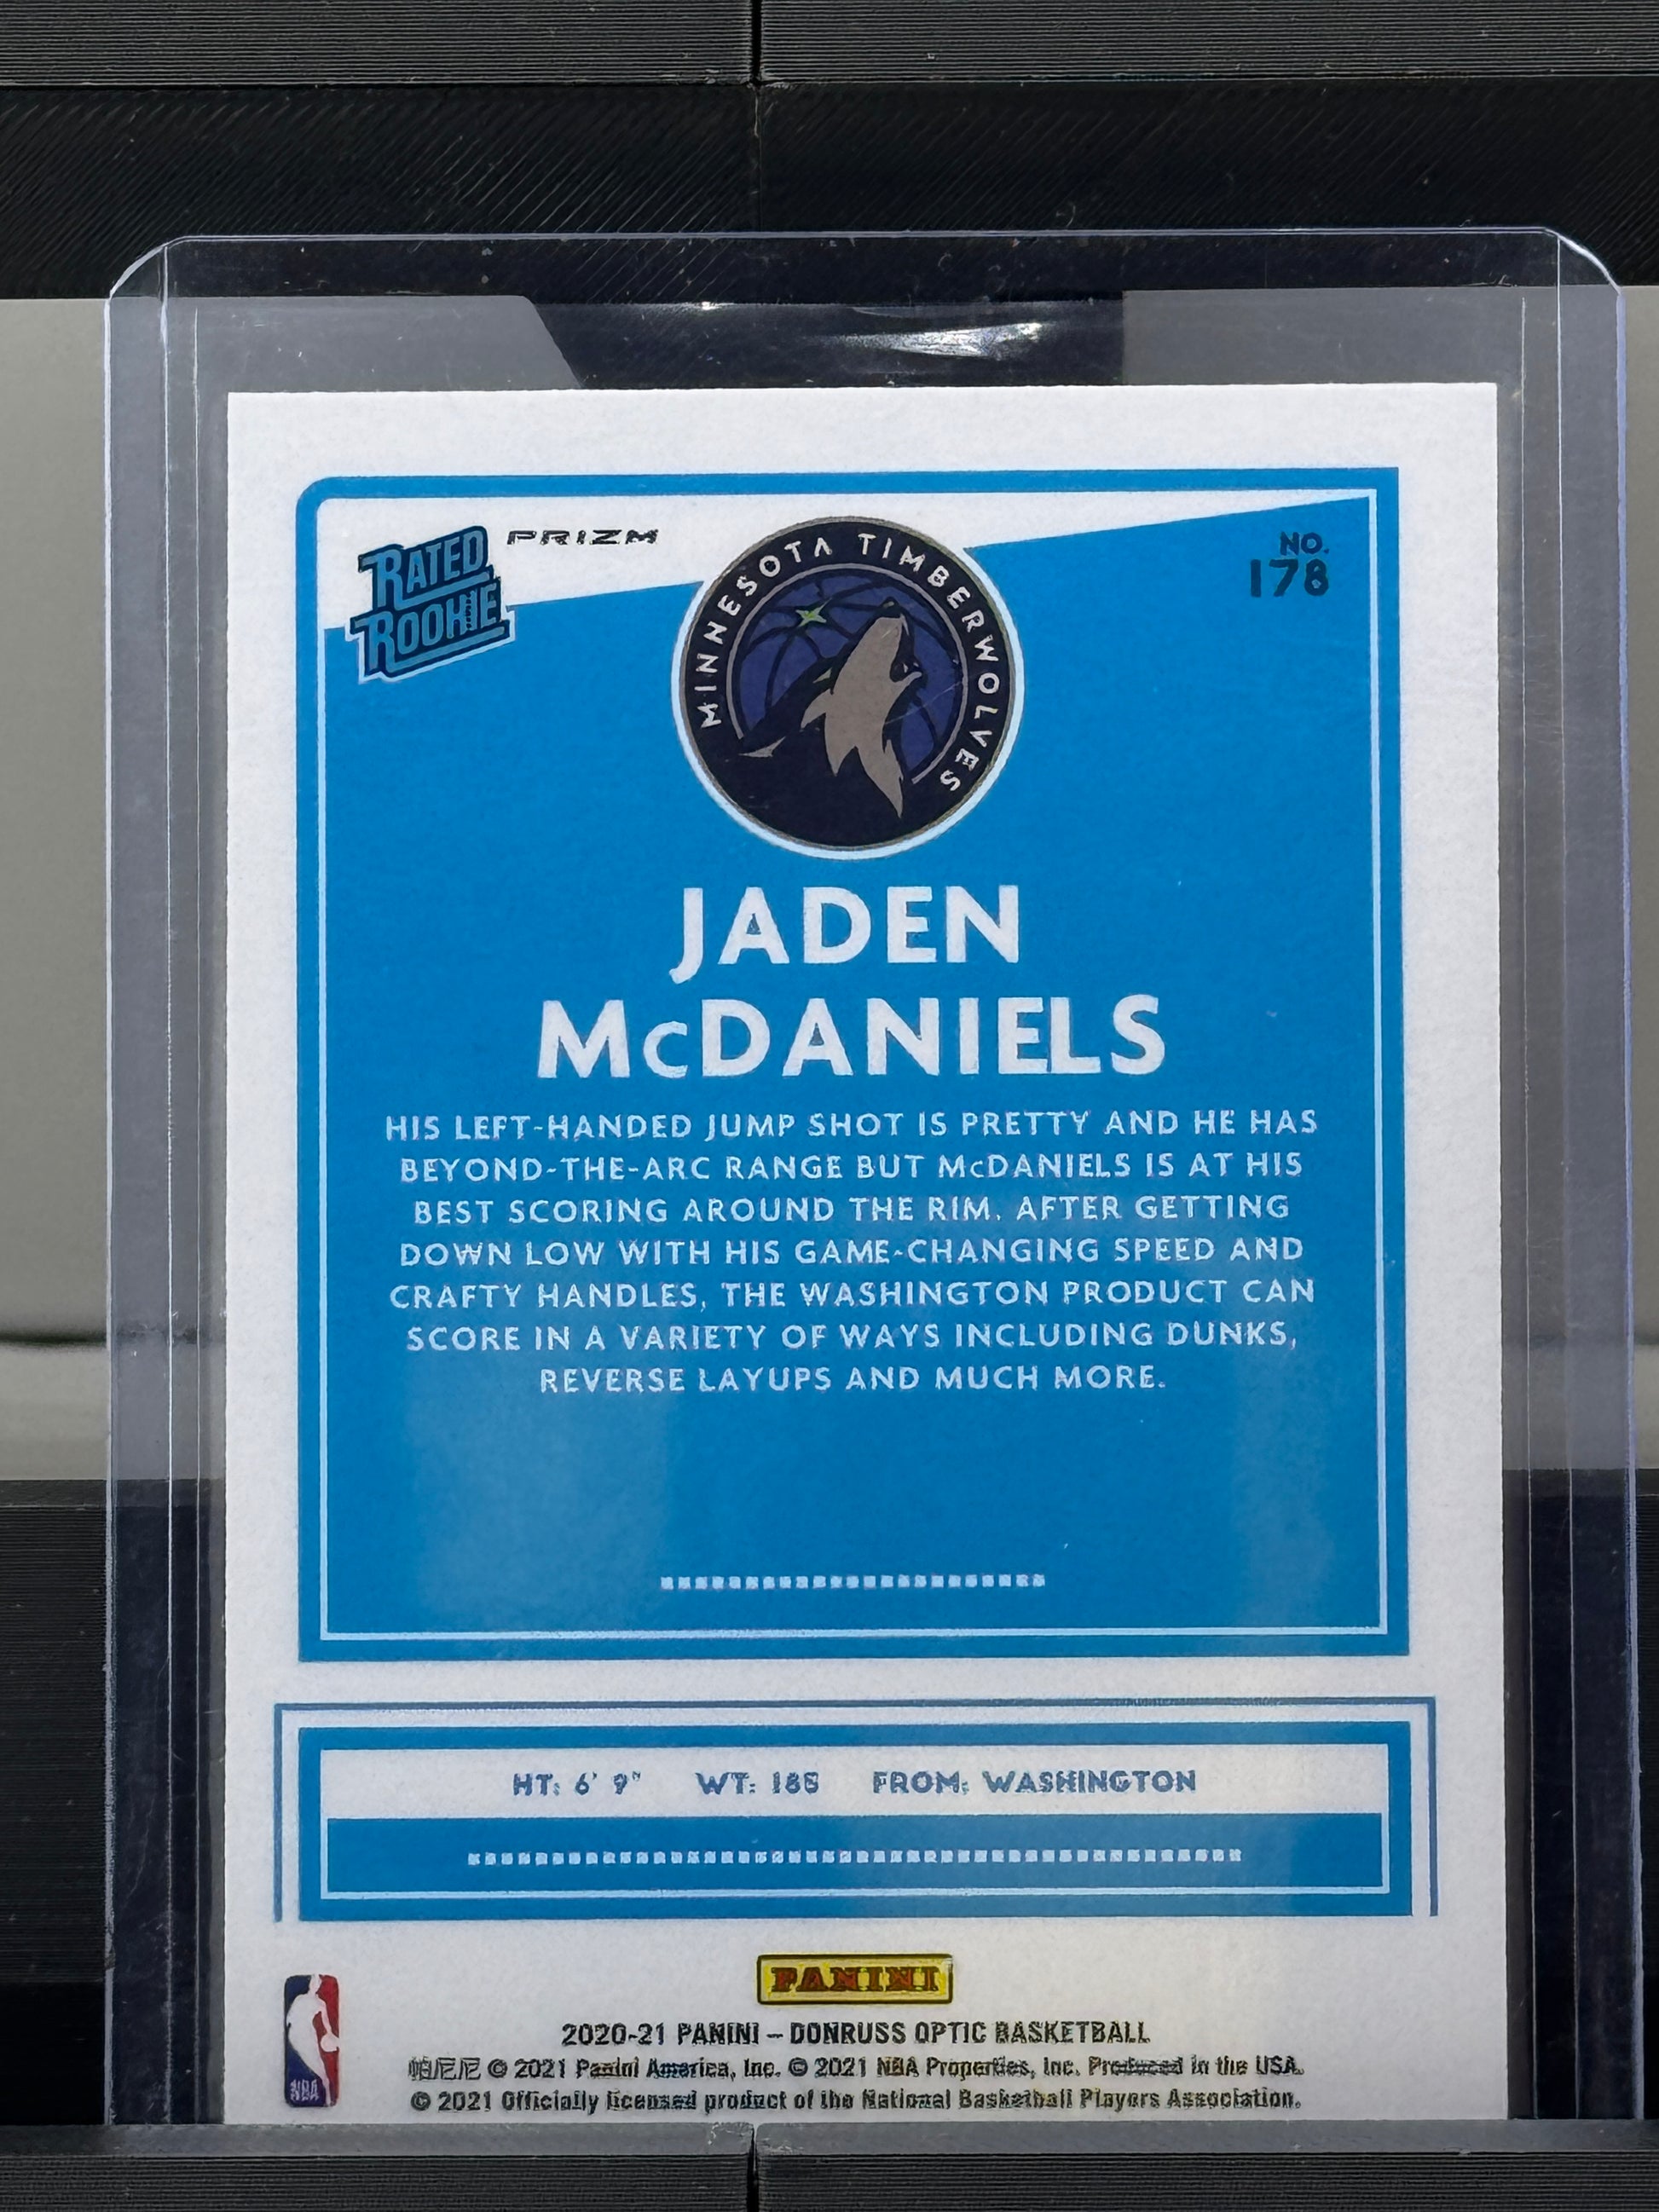 RATED
ROOKIE
PRIZM
MINNESOTA TIMBERWOLVES
NO.
178
JADEN
McDANIELS
HIS LEFT-HANDED JUMP SHOT IS PRETTY AND HE HAS
BEYOND-THE-ARC RANGE BUT McDANIELS IS AT HIS
BEST SCORING AROUND THE RIM. AFTER GETTING
DOWN LOW WITH HIS GAME-CHANGING SPEED AND
CRAFTY HANDLES, THE WASHINGTON PRODUCT CAN
SCORE IN A VARIETY OF WAYS INCLUDING DUNKS,
REVERSE LAYUPS AND MUCH MORE.
HT: 6' 9" WT: 185 FROM: WASHINGTON
PANINI
NBA
2020-21 PANINI – DONRUSS OPTIC BASKETBALL
© 2021 Panini America, Inc. © 2021 NBA Properties, Inc. Produced in the USA.
© 2021 Officially licensed product of the National Basketball Players Association.